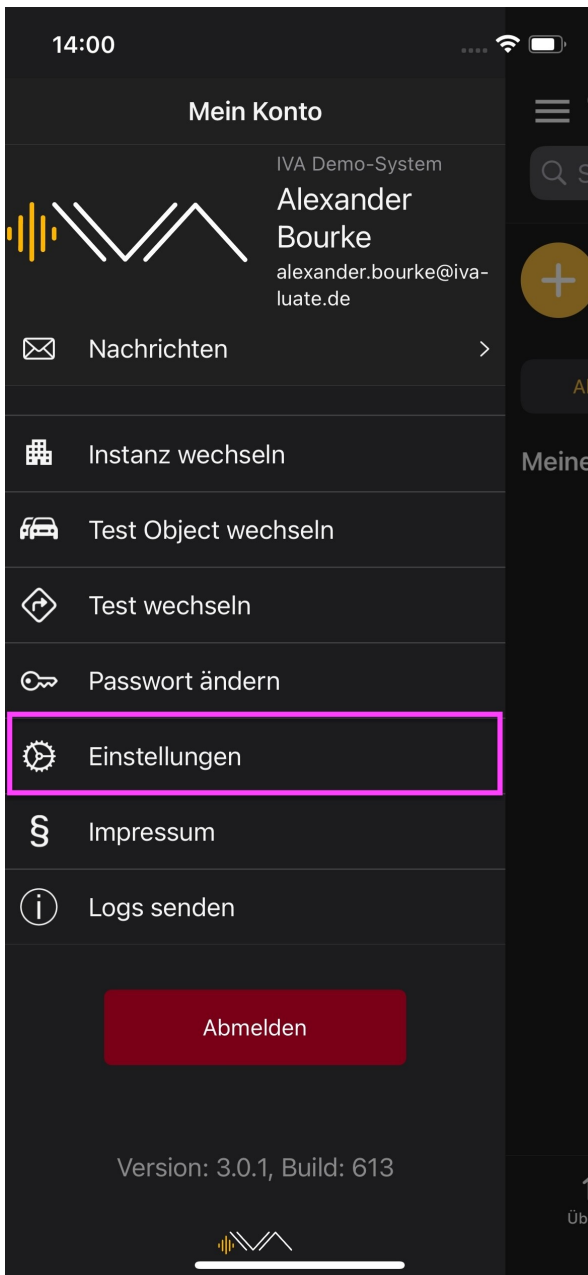 14:00
Mein Konto
IVA Demo-System
Alexander
Bourke
alexander.bourke@iva-
luate.de
Nachrichten
Instanz wechseln
Test Object wechseln
Test wechseln
Passwort ändern
Einstellungen
§ Impressum
Logs senden
Abmelden
Version: 3.0.1, Build: 613
Meine